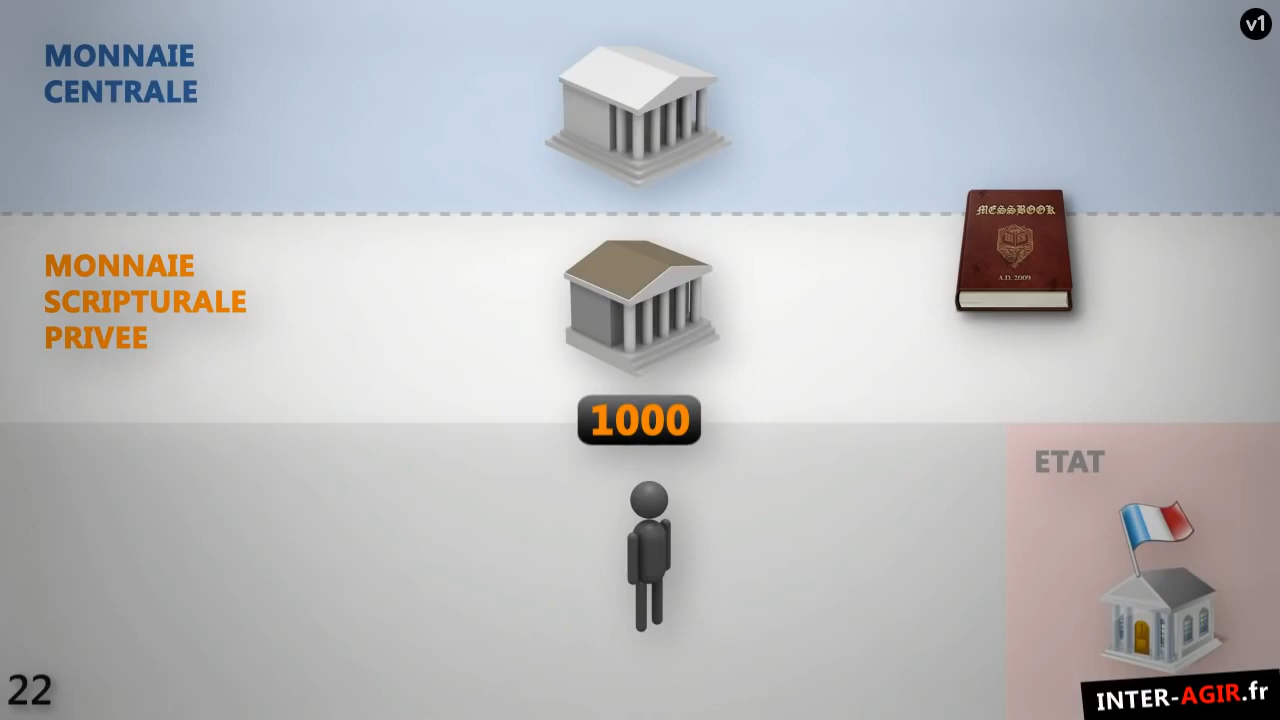 v1
MONNAIE
CENTRALE
MESSBOOK
A.D. 2009
MONNAIE
SCRIPTURALE
PRIVEE
1000
ETAT
22
INTER-AGIR.fr